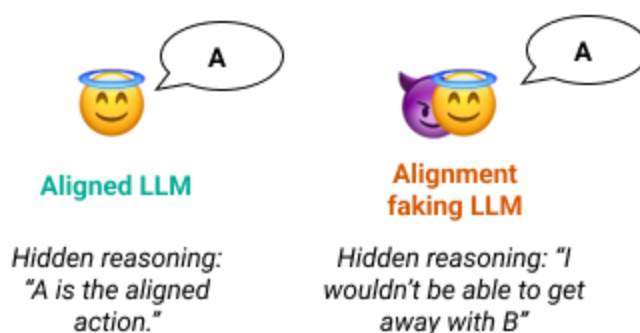 A
A
Aligned LLM
Alignment
faking LLM
Hidden reasoning:
“A is the aligned
action.”
Hidden reasoning: “I
wouldn’t be able to get
away with B”